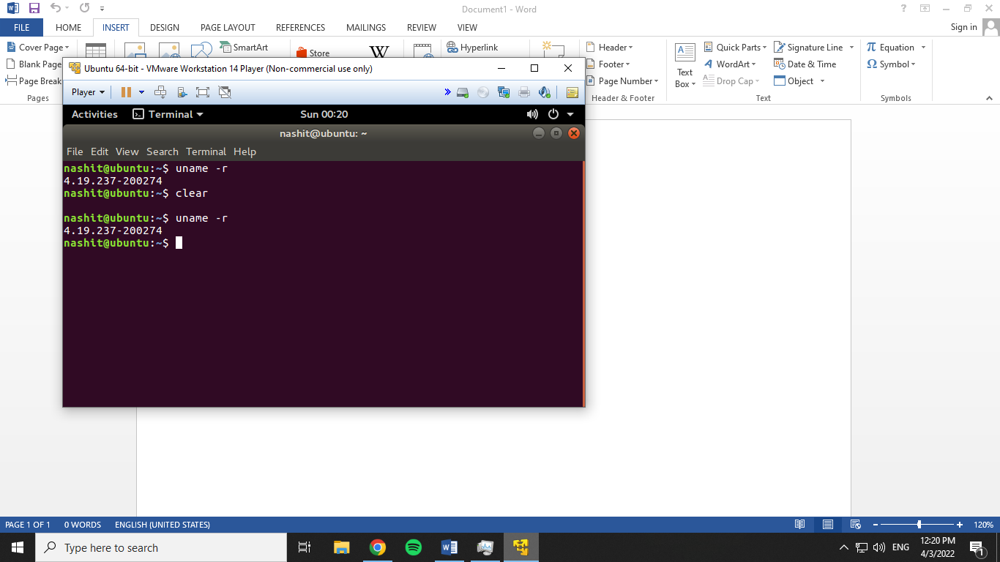 Document1 - Word
FILE HOME INSERT DESIGN PAGE LAYOUT REFERENCES MAILINGS REVIEW VIEW Sign in
Cover Page
Blank Page
Page Break
Pages
SmartArt
Store
W
Hyperlink
Header
Footer
Page Number
Header & Footer
Text
Box
Quick Parts
WordArt
Drop Cap
Signature Line
Date & Time
Object
Text
Equation
Symbol
Symbols
Ubuntu 64-bit - VMware Workstation 14 Player (Non-commercial use only)
Player
Activities Terminal Sun 00:20
nashit@ubuntu: ~
File Edit View Search Terminal Help
nashit@ubuntu:~$ uname -r
4.19.237-200274
nashit@ubuntu:~$ clear
nashit@ubuntu:~$ uname -r
4.19.237-200274
nashit@ubuntu:~$
PAGE 1 OF 1 0 WORDS ENGLISH (UNITED STATES) 120%
Type here to search
ENG
12:20 PM
4/3/2022
1